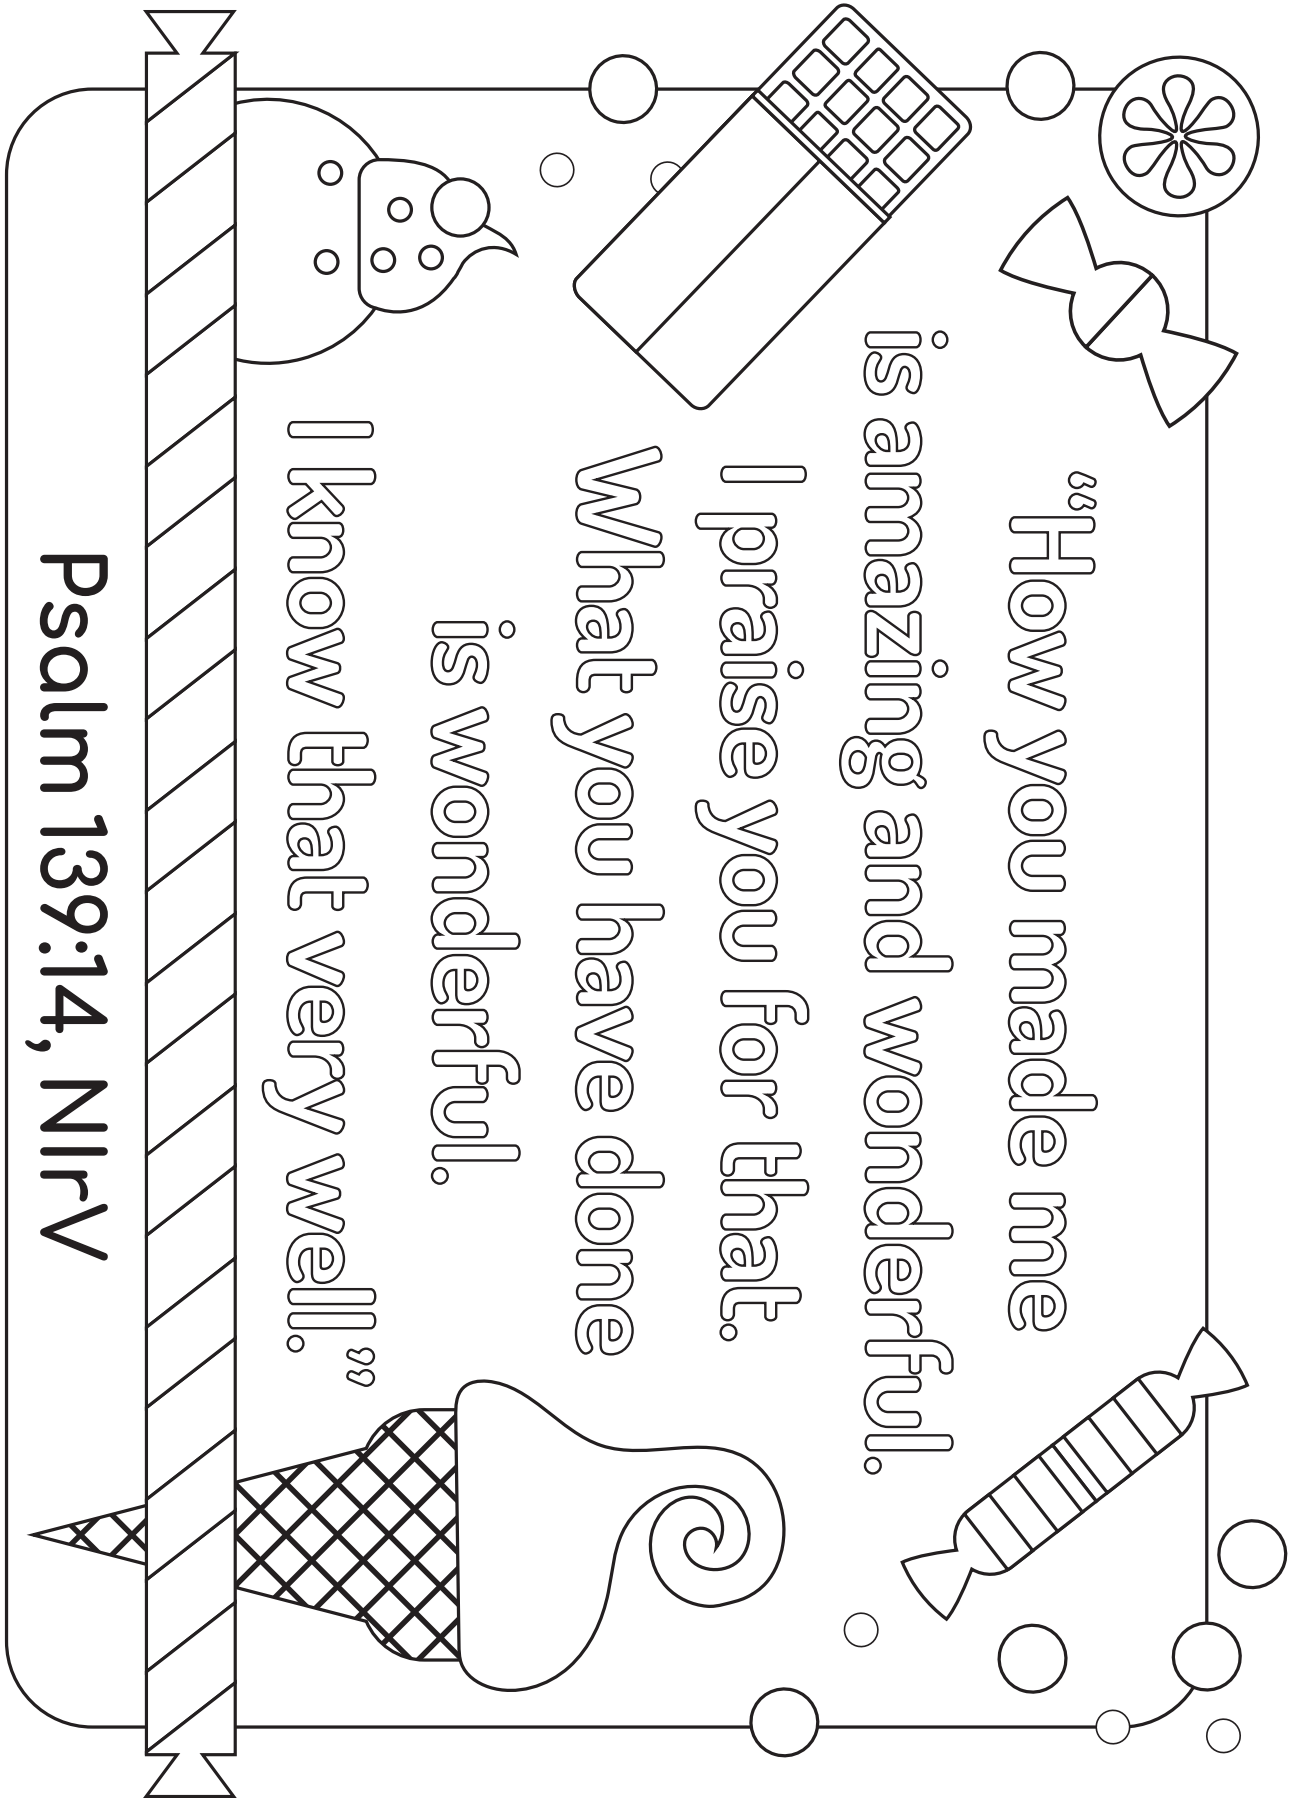 “How you made me
is amazing and wonderful.
I praise you for that.
What you have done
is wonderful.
I know that very well.”
Psalm 139:14, NIrV